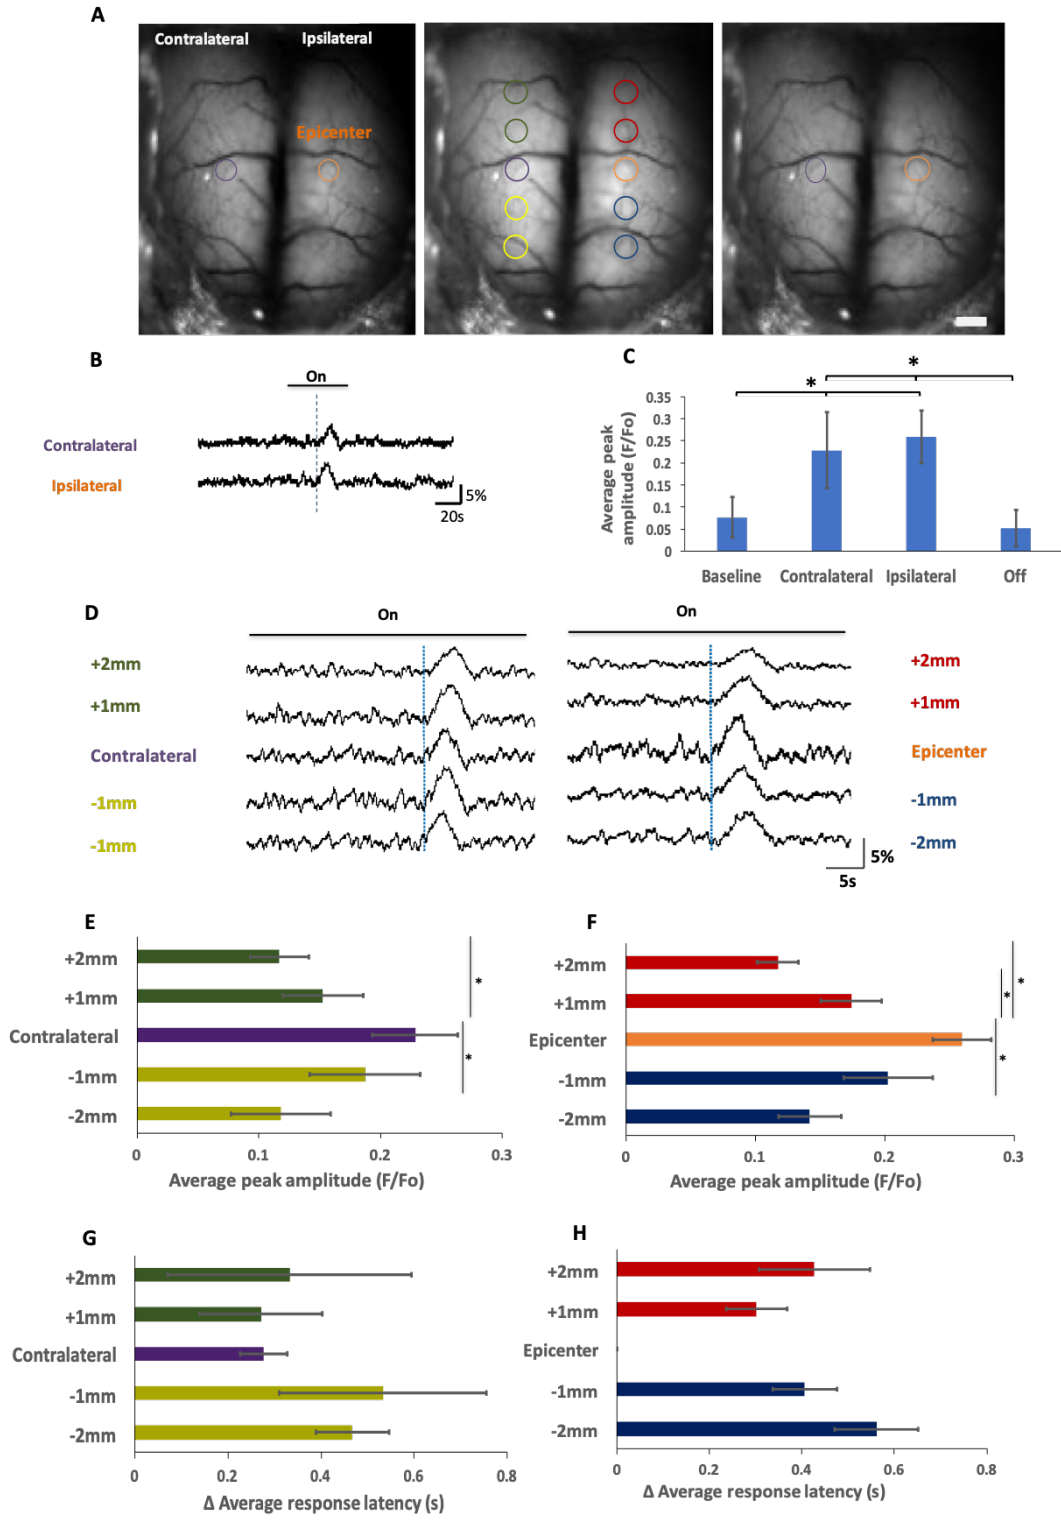 A
Contralateral Ipsilateral
Epicenter
B
On
Contralateral
Ipsilateral
5%
20s
C
*
*
Average peak
amplitude (F/Fo)
0.35
0.3
0.25
0.2
0.15
0.1
0.05
0
Baseline Contralateral Ipsilateral Off
D
On
On
+2mm
+1mm
Contralateral
-1mm
-1mm
+2mm
+1mm
Epicenter
-1mm
-2mm
5%
5s
E
+2mm
+1mm
Contralateral
-1mm
-2mm
*
*
0 0.1 0.2 0.3
Average peak amplitude (F/Fo)
F
+2mm
+1mm
Epicenter
-1mm
-2mm
*
*
*
0 0.1 0.2 0.3
Average peak amplitude (F/Fo)
G
+2mm
+1mm
Contralateral
-1mm
-2mm
0 0.2 0.4 0.6 0.8
Δ Average response latency (s)
H
+2mm
+1mm
Epicenter
-1mm
-2mm
0 0.2 0.4 0.6 0.8
Δ Average response latency (s)